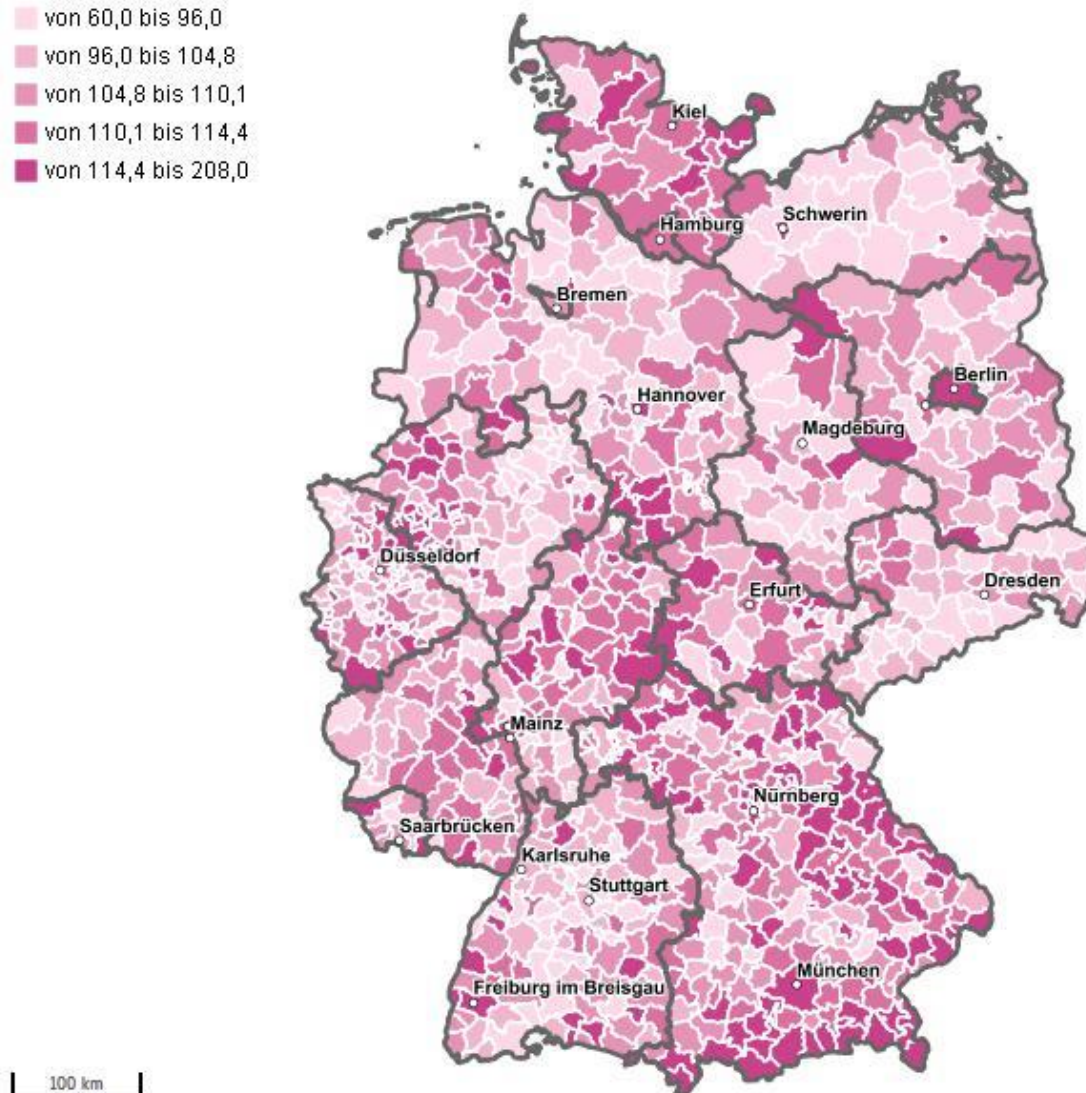 von 60,0 bis 96,0
von 96,0 bis 104,8
von 104,8 bis 110,1
von 110,1 bis 114,4
von 114,4 bis 208,0
Kiel
Schwerin
Hamburg
Bremen
Berlin
Hannover
Magdeburg
Düsseldorf
Erfurt
Dresden
Mainz
Nürnberg
Saarbrücken
Karlsruhe
Stuttgart
München
Freiburg im Breisgau
100 km